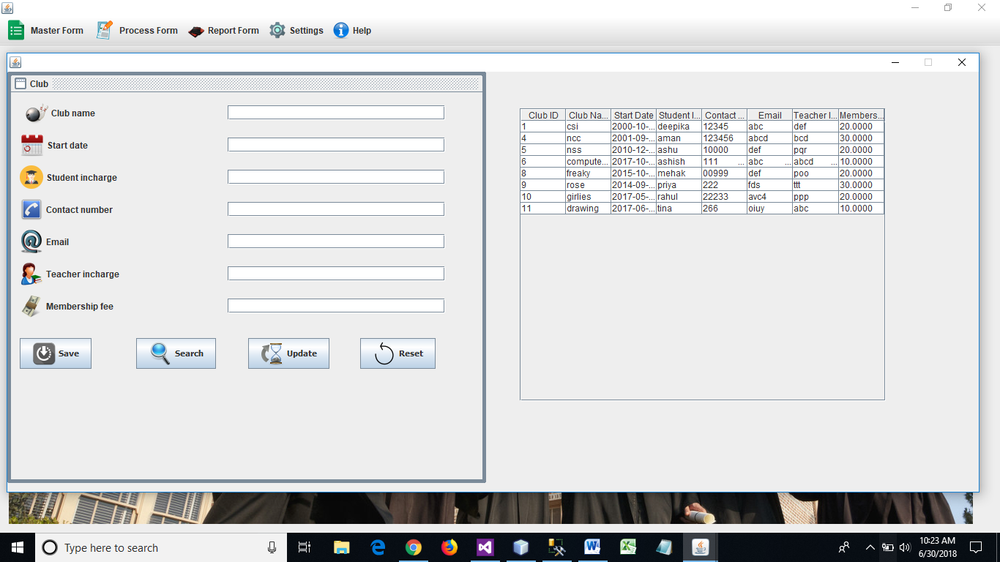 Master Form Process Form Report Form Settings Help
Club
Club name
Start date
Student incharge
Contact number
Email
Teacher incharge
Membership fee
Save Search Update Reset
Club ID Club Na... Start Date Student I... Contact ... Email Teacher I... Members...
1 csi 2000-10-... deepika 12345 abc def 20.0000
4 ncc 2001-09-... aman 123456 abcd bcd 30.0000
5 nss 2010-12-... ashu 10000 def pqr 20.0000
6 compute... 2017-10-... ashish 111 ... abc ... abcd ... 10.0000
8 freaky 2015-10-... mehak 00999 def poo 20.0000
9 rose 2014-09-... priya 222 fds ttt 30.0000
10 girlies 2017-05-... rahul 22233 avc4 ppp 20.0000
11 drawing 2017-06-... tina 266 oiuy abc 10.0000
Type here to search
10:23 AM
6/30/2018